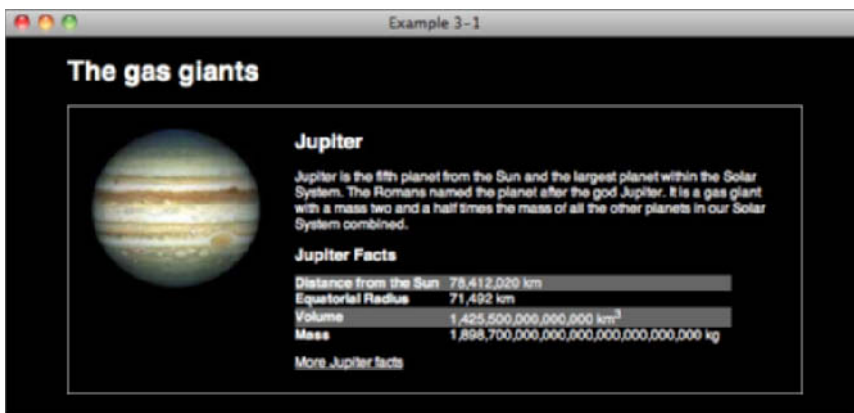 Example 3-1
The gas giants
Jupiter
Jupiter is the fifth planet from the Sun and the largest planet within the Solar
System. The Romans named the planet after the god Jupiter. It is a gas giant
with a mass two and a half times the mass of all the other planets in our Solar
System combined.
Jupiter Facts
Distance from the Sun 78,412,020 km
Equatorial Radius 71,492 km
Volume 1,425,500,000,000,000 km³
Mass 1,898,700,000,000,000,000,000,000,000 kg
More Jupiter facts